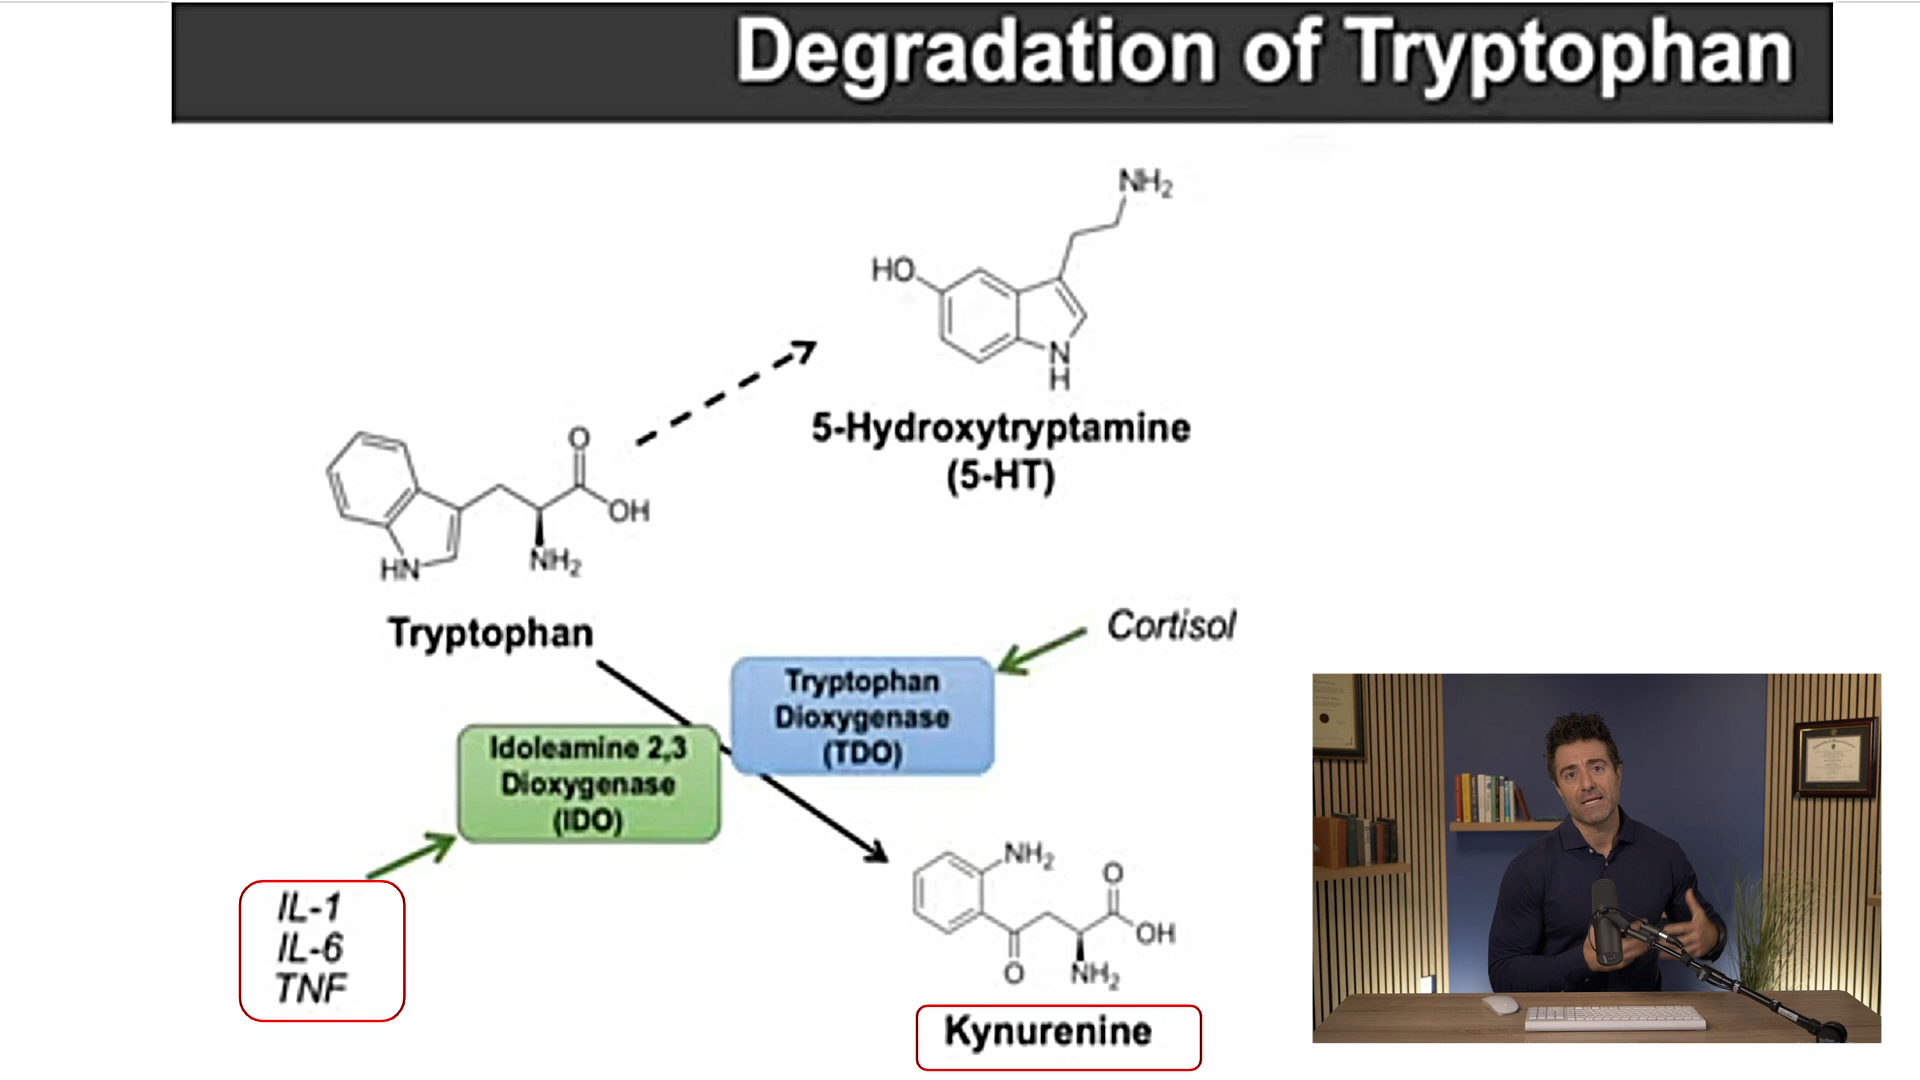 Degradation of Tryptophan
NH2
HO
N
H
5-Hydroxytryptamine
(5-HT)
O
OH
NH2
HN
Tryptophan
Cortisol
Tryptophan
Dioxygenase
(TDO)
Idoleamine 2,3
Dioxygenase
(IDO)
IL-1
IL-6
TNF
NH2
O
OH
O
NH2
Kynurenine